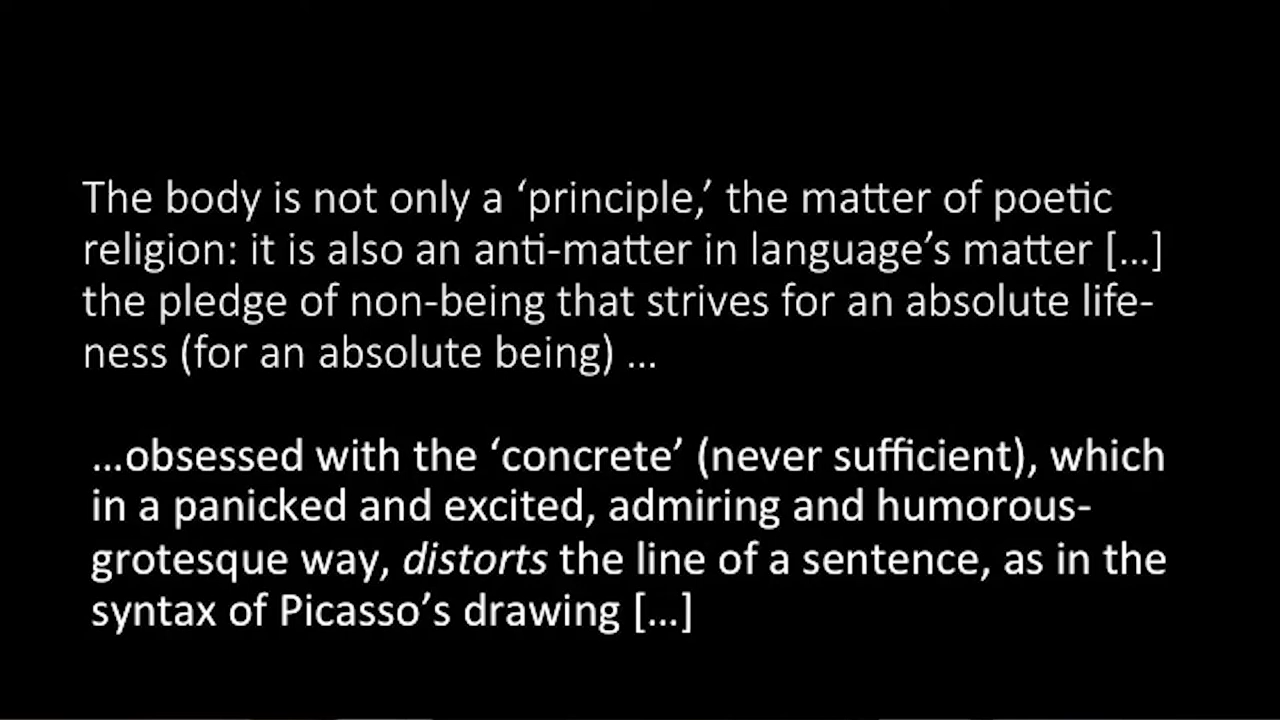 The body is not only a ‘principle,’ the matter of poetic
religion: it is also an anti-matter in language’s matter […]
the pledge of non-being that strives for an absolute life-
ness (for an absolute being) …
…obsessed with the ‘concrete’ (never sufficient), which
in a panicked and excited, admiring and humorous-
grotesque way, distorts the line of a sentence, as in the
syntax of Picasso’s drawing […]